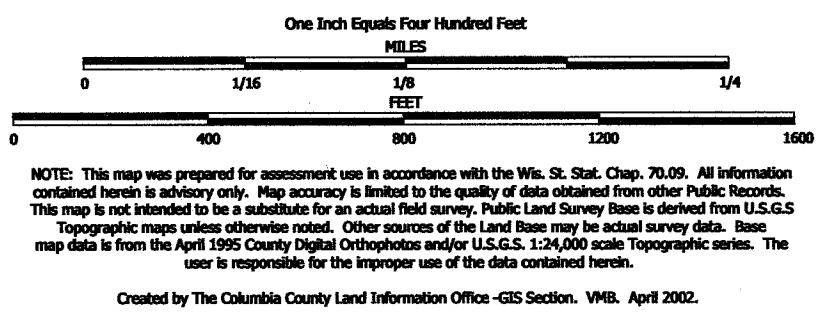 One Inch Equals Four Hundred Feet
MILES
0 1/16 1/8 1/4
FEET
0 400 800 1200 1600
NOTE: This map was prepared for assessment use in accordance with the Wis. St. Stat. Chap. 70.09. All information
contained herein is advisory only. Map accuracy is limited to the quality of data obtained from other Public Records.
This map is not intended to be a substitute for an actual field survey. Public Land Survey Base is derived from U.S.G.S
Topographic maps unless otherwise noted. Other sources of the Land Base may be actual survey data. Base
map data is from the April 1995 County Digital Orthophotos and/or U.S.G.S. 1:24,000 scale Topographic series. The
user is responsible for the improper use of the data contained herein.
Created by The Columbia County Land Information Office -GIS Section. VMB. April 2002.